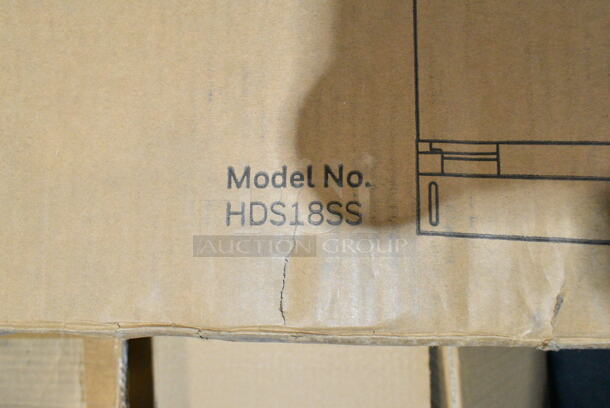 Model No.
HDS18SS
AUCTION GROUP